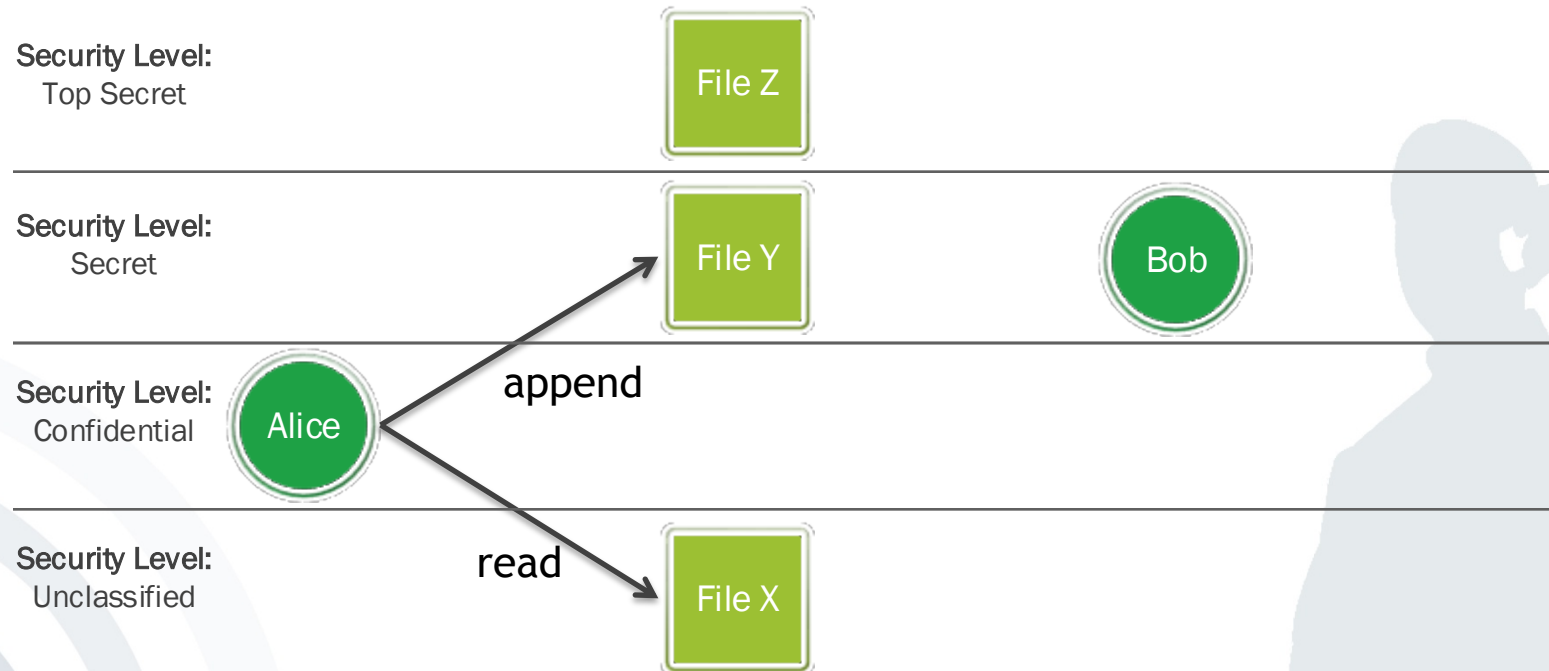 Security Level:
Top Secret
File Z
Security Level:
Secret
File Y
Bob
Security Level:
Confidential
Alice
append
Security Level:
Unclassified
read
File X